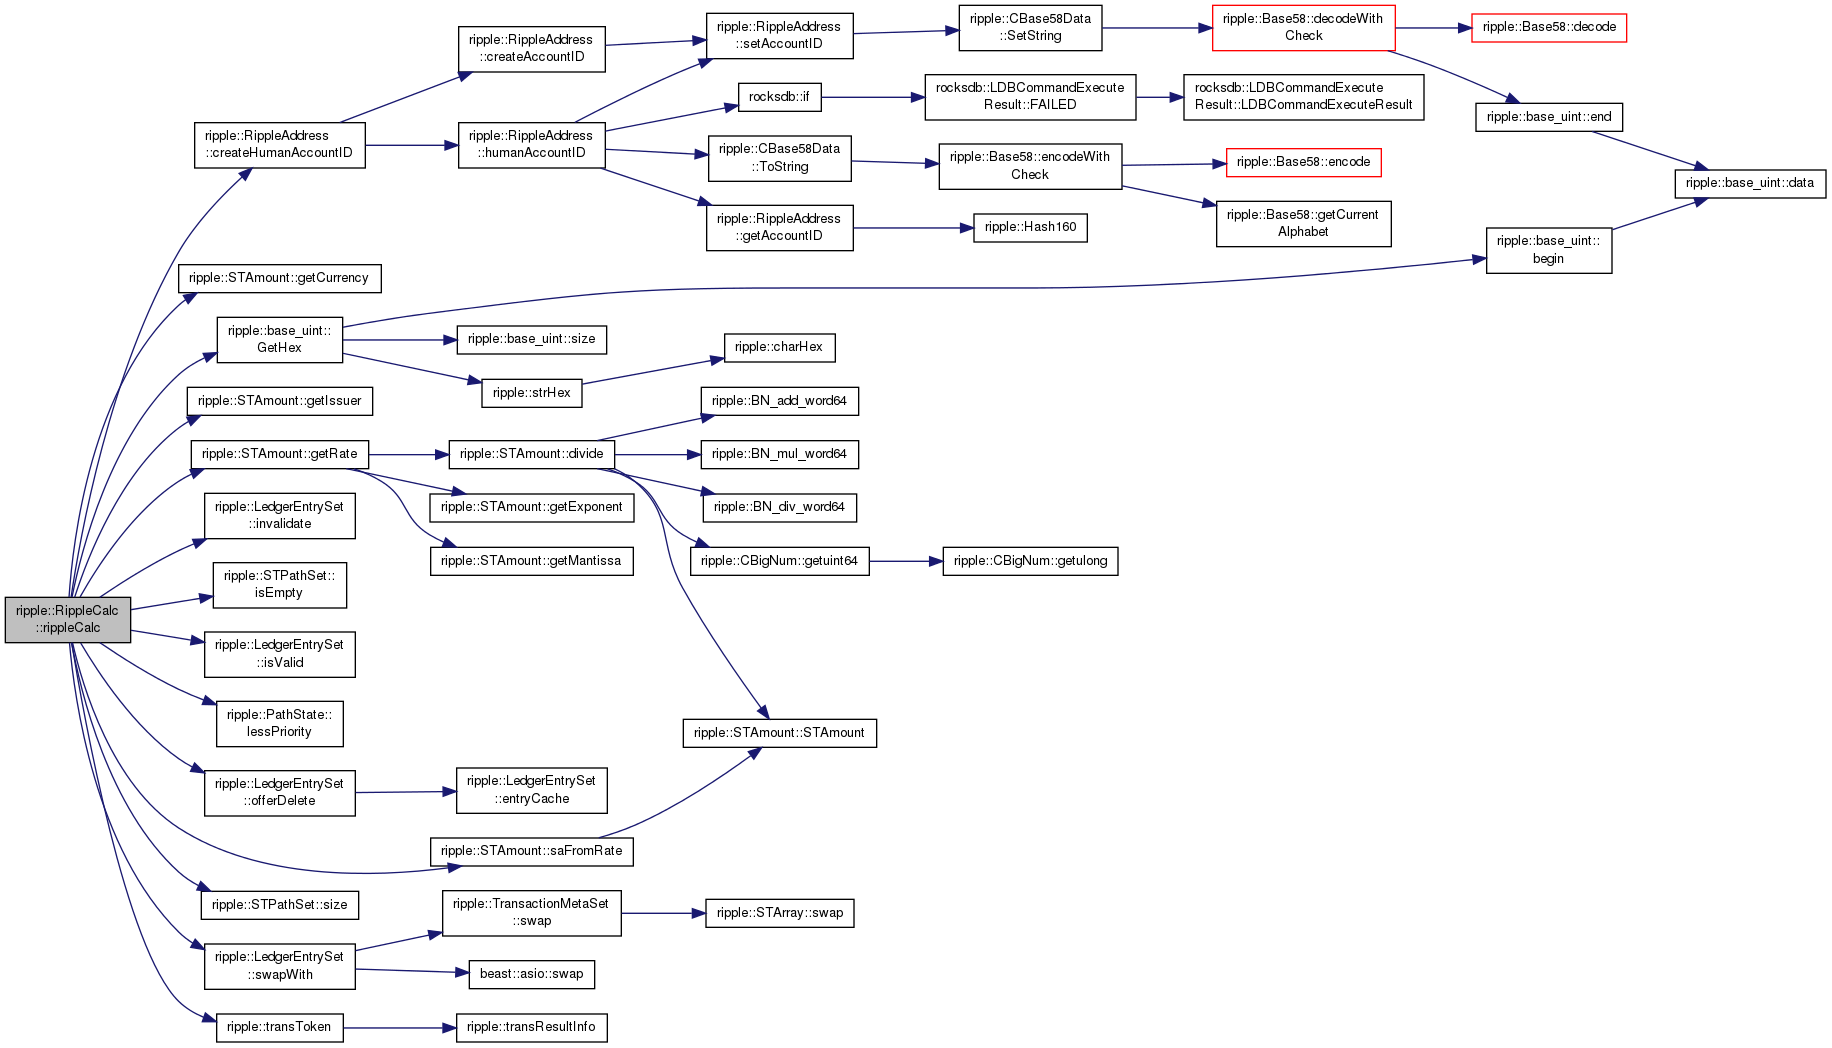 ripple::RippleCalc
::rippleCalc
ripple::RippleAddress
::createHumanAccountID
ripple::RippleAddress
::createAccountID
ripple::RippleAddress
::humanAccountID
ripple::RippleAddress
::setAccountID
ripple::CBase58Data
::SetString
ripple::Base58::decodeWith
Check
ripple::Base58::decode
rocksdb::if
rocksdb::LDBCommandExecute
Result::FAILED
rocksdb::LDBCommandExecute
Result::LDBCommandExecuteResult
ripple::base_uint::end
ripple::CBase58Data
::ToString
ripple::Base58::encodeWith
Check
ripple::Base58::encode
ripple::base_uint::data
ripple::RippleAddress
::getAccountID
ripple::Hash160
ripple::Base58::getCurrent
Alphabet
ripple::base_uint::
begin
ripple::STAmount::getCurrency
ripple::base_uint::
GetHex
ripple::base_uint::size
ripple::strHex
ripple::charHex
ripple::STAmount::getIssuer
ripple::STAmount::getRate
ripple::STAmount::divide
ripple::BN_add_word64
ripple::BN_mul_word64
ripple::BN_div_word64
ripple::STAmount::getExponent
ripple::STAmount::getMantissa
ripple::CBigNum::getuint64
ripple::CBigNum::getulong
ripple::LedgerEntrySet
::invalidate
ripple::STPathSet::
isEmpty
ripple::LedgerEntrySet
::isValid
ripple::PathState::
lessPriority
ripple::STAmount::STAmount
ripple::LedgerEntrySet
::offerDelete
ripple::LedgerEntrySet
::entryCache
ripple::STAmount::saFromRate
ripple::STPathSet::size
ripple::LedgerEntrySet
::swapWith
ripple::TransactionMetaSet
::swap
ripple::STArray::swap
beast::asio::swap
ripple::transToken
ripple::transResultInfo